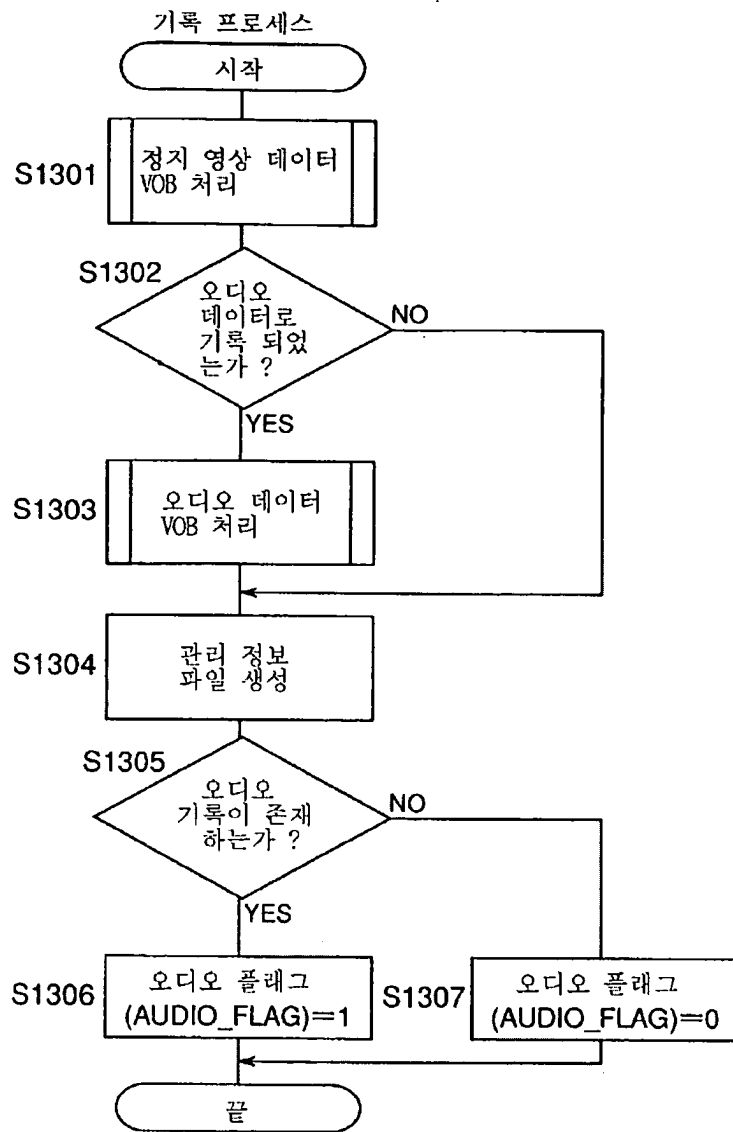 기록 프로세스
시작
S1301
정지 영상 데이터
VOB 처리
S1302
오디오
데이터로
기록 되었
는가 ?
NO
YES
S1303
오디오 데이터
VOB 처리
S1304
관리 정보
파일 생성
S1305
오디오
기록이 존재
하는가 ?
NO
YES
S1306
오디오 플래그
(AUDIO_FLAG)=1
S1307
오디오 플래그
(AUDIO_FLAG)=0
끝